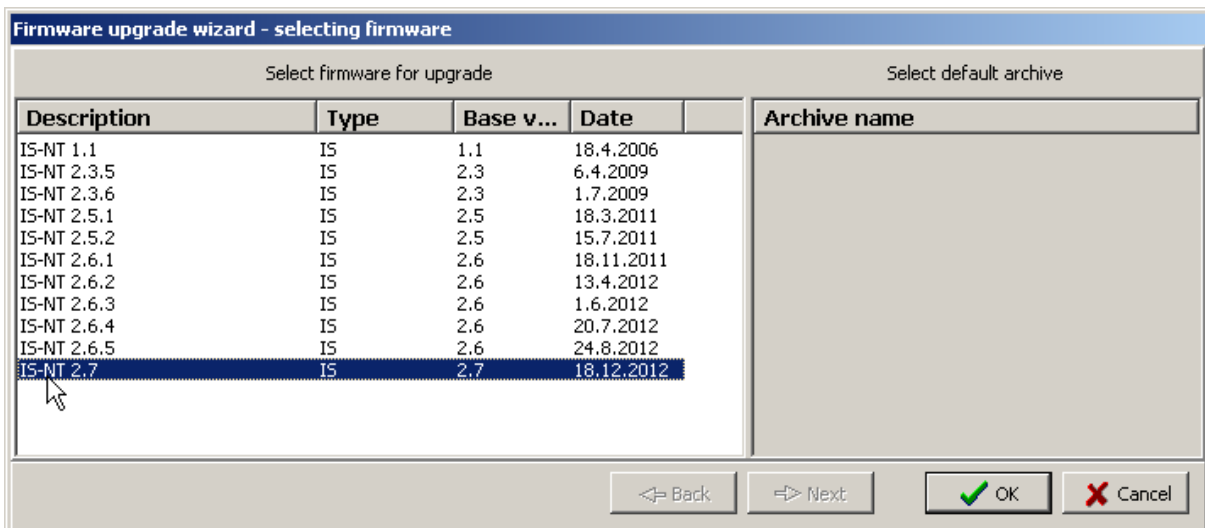 Firmware upgrade wizard - selecting firmware
Select firmware for upgrade Select default archive
Description Type Base v... Date Archive name
IS-NT 1.1 IS 1.1 18.4.2006
IS-NT 2.3.5 IS 2.3 6.4.2009
IS-NT 2.3.6 IS 2.3 1.7.2009
IS-NT 2.5.1 IS 2.5 18.3.2011
IS-NT 2.5.2 IS 2.5 15.7.2011
IS-NT 2.6.1 IS 2.6 18.11.2011
IS-NT 2.6.2 IS 2.6 13.4.2012
IS-NT 2.6.3 IS 2.6 1.6.2012
IS-NT 2.6.4 IS 2.6 20.7.2012
IS-NT 2.6.5 IS 2.6 24.8.2012
IS-NT 2.7 IS 2.7 18.12.2012
Back Next OK Cancel